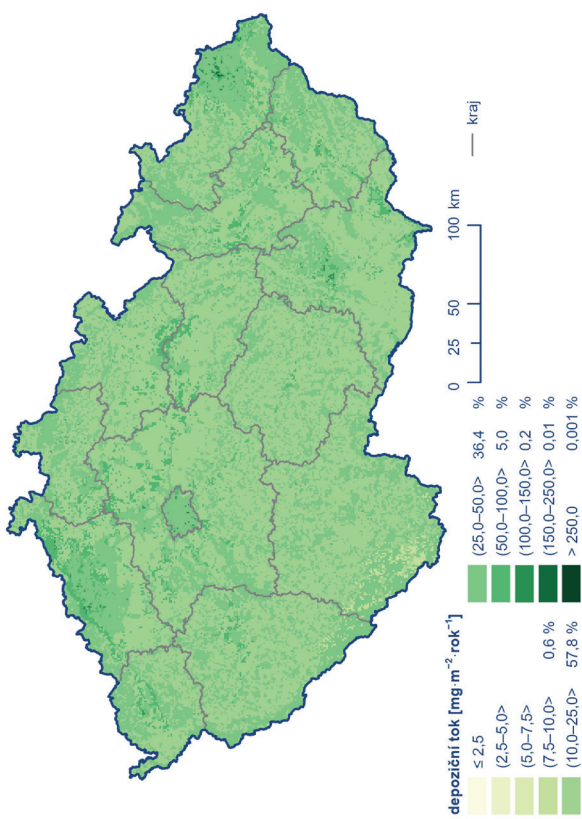 depoziční tok [mg·m⁻²·rok⁻¹]
≤ 2,5
(2,5–5,0>
(5,0–7,5>
(7,5–10,0> 0,6 %
(10,0–25,0> 57,8 %
(25,0–50,0> 36,4 %
(50,0–100,0> 5,0 %
(100,0–150,0> 0,2 %
(150,0–250,0> 0,01 %
> 250,0 0,001 %
0 25 50 100 km
kraj